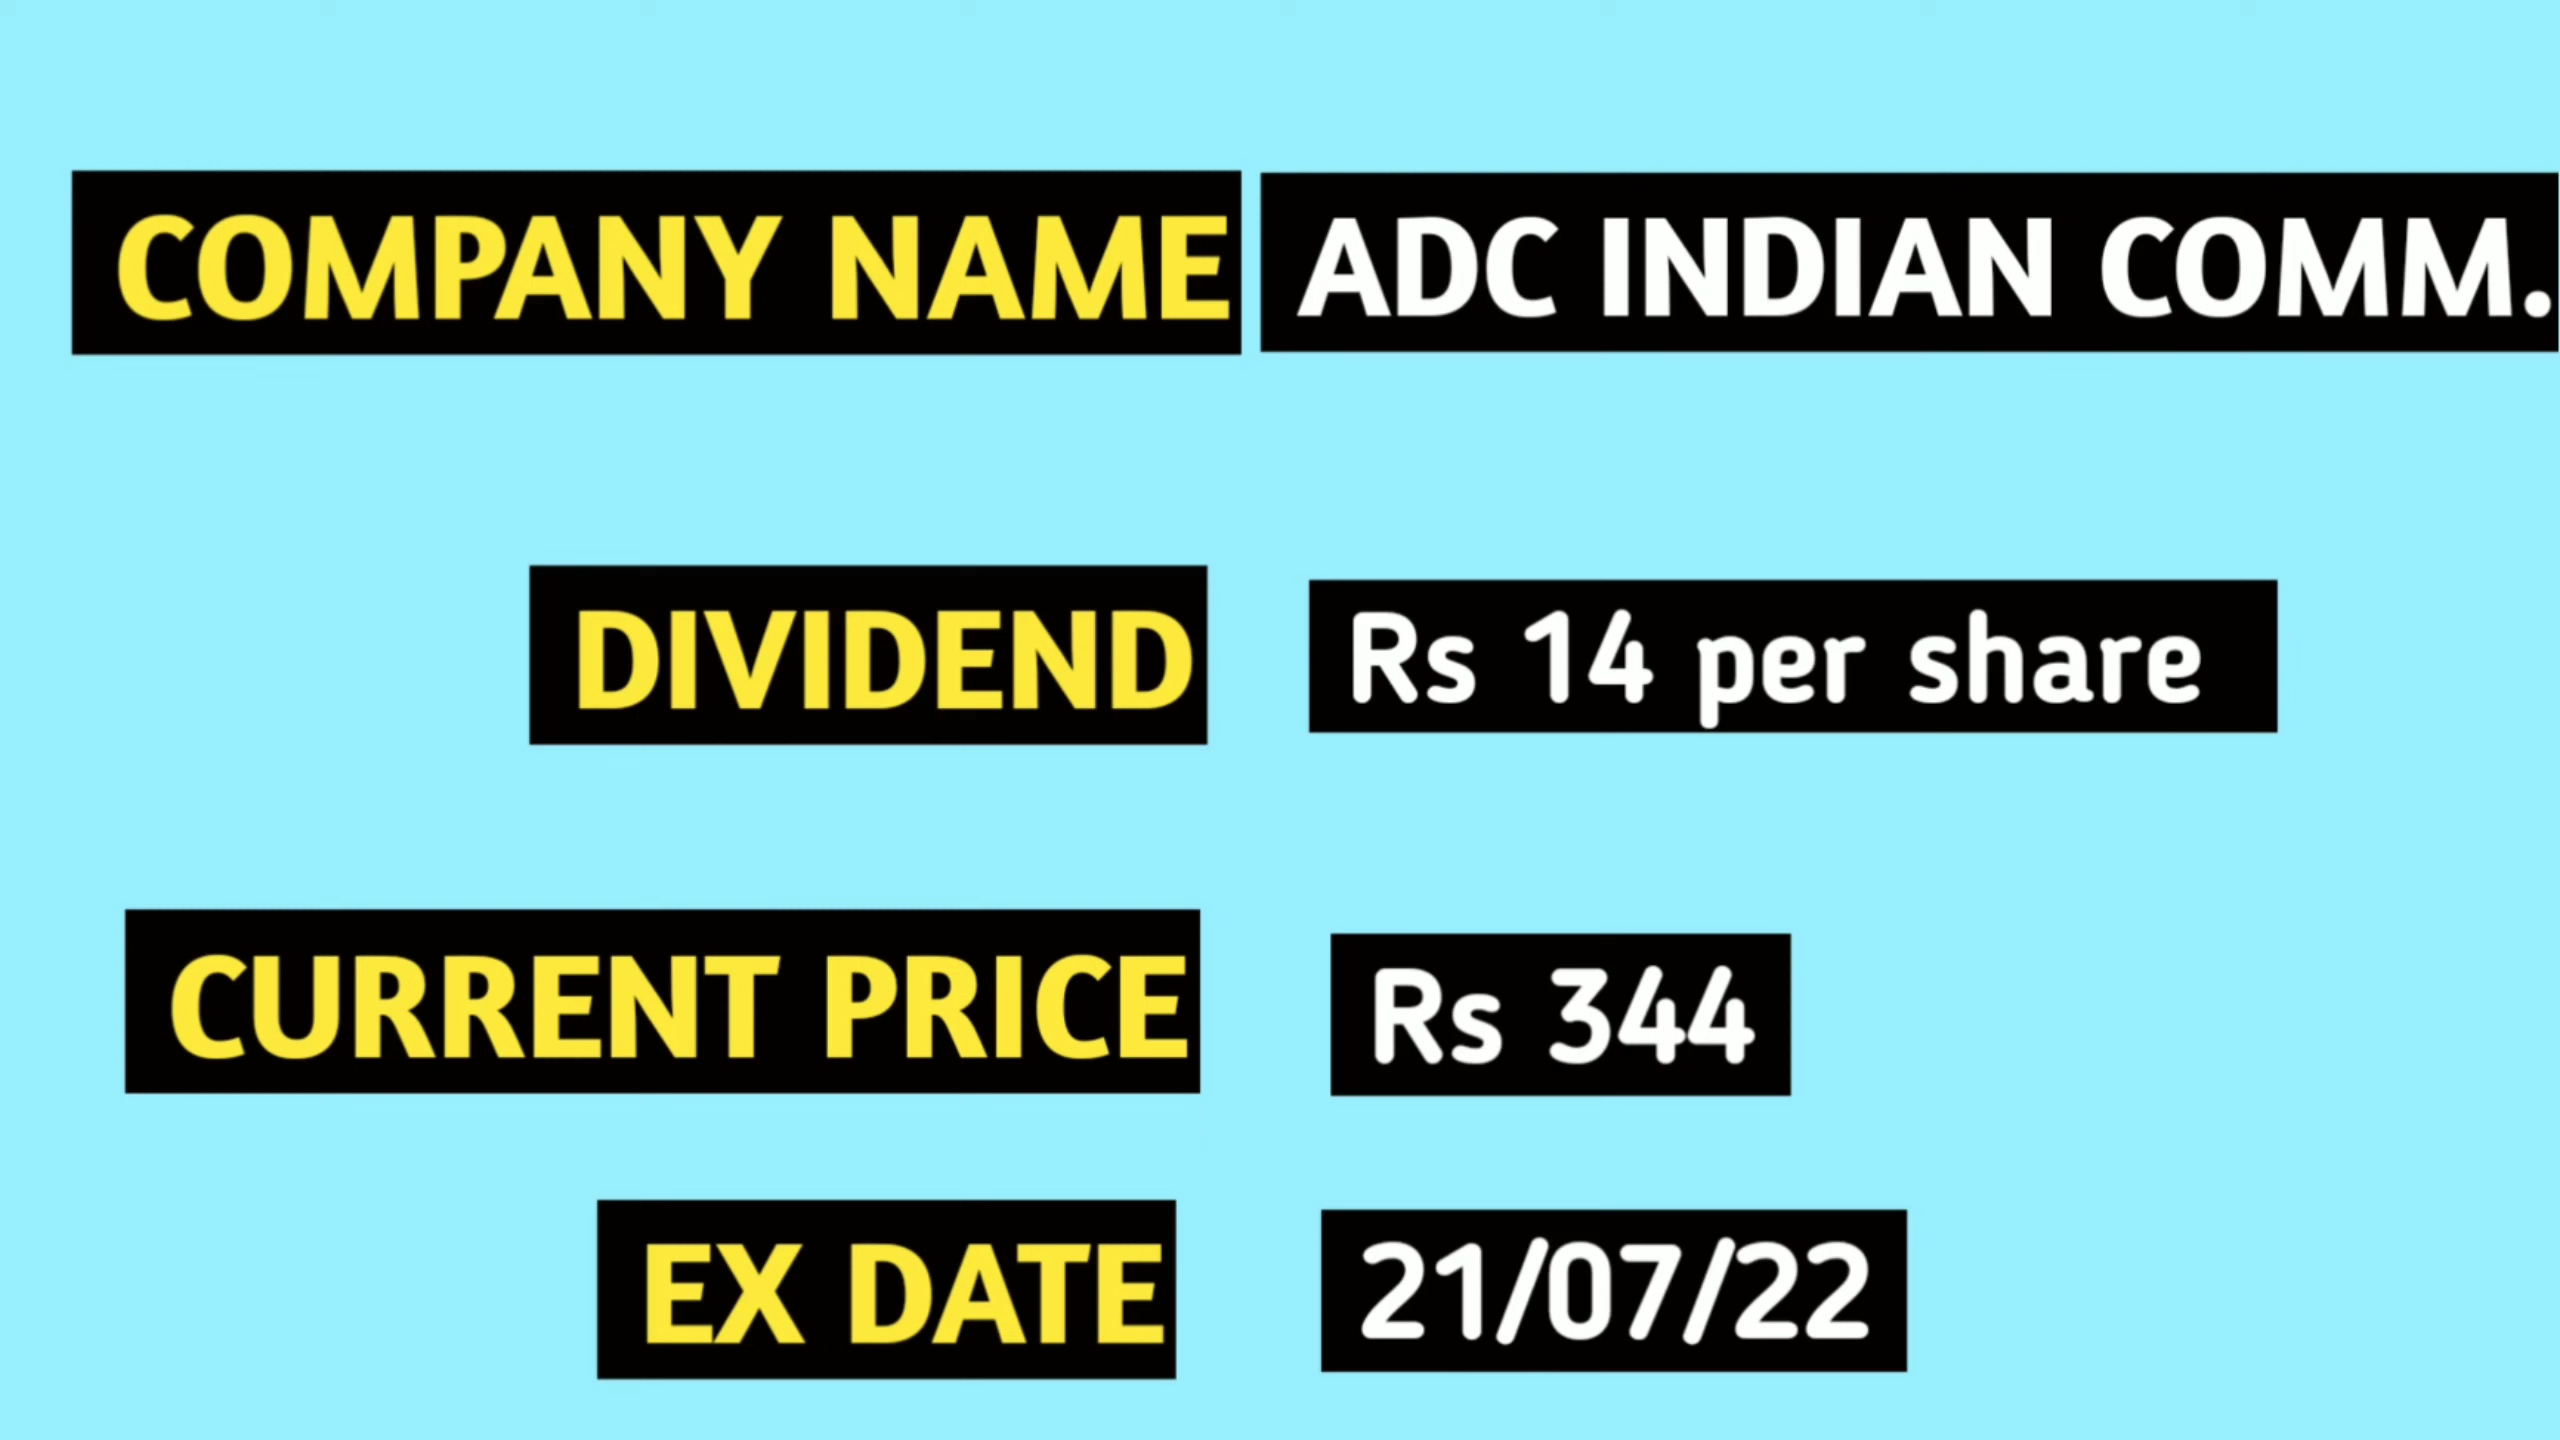 COMPANY NAME ADC INDIAN COMM.
DIVIDEND Rs 14 per share
CURRENT PRICE Rs 344
EX DATE 21/07/22